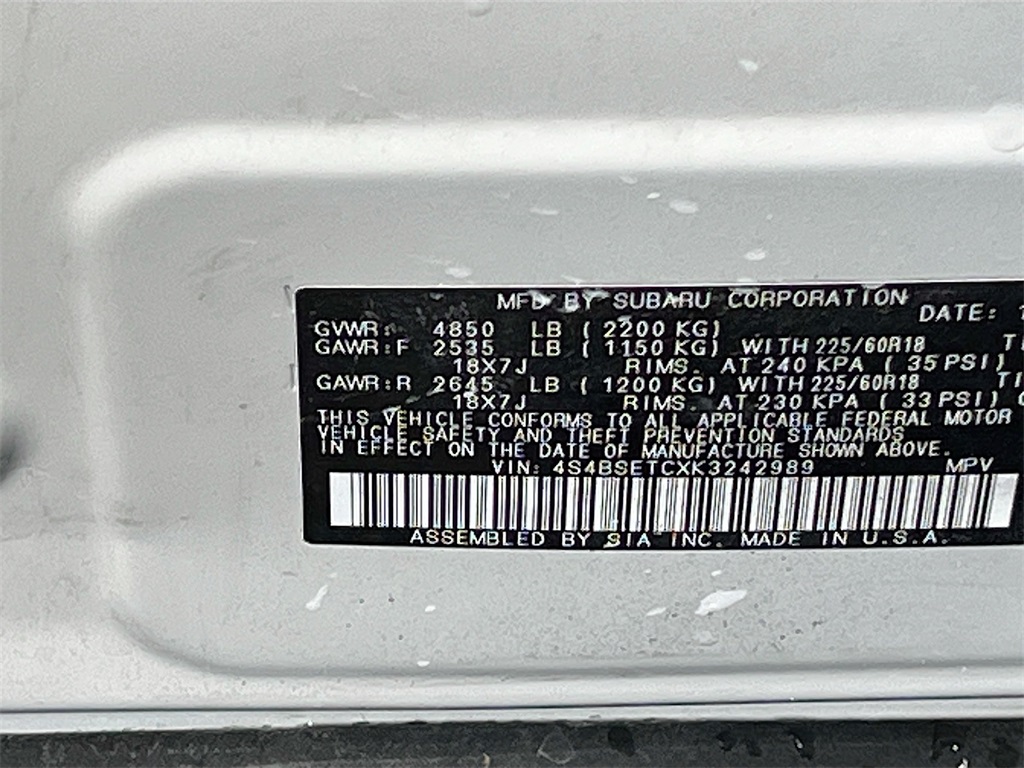 MFD BY SUBARU CORPORATION
DATE: 1
GVWR: 4850 LB ( 2200 KG)
GAWR:F 2535 LB ( 1150 KG) WITH 225/60R18 TI
18X7J RIMS. AT 240 KPA ( 35 PSI)
GAWR:R 2645 LB ( 1200 KG) WITH 225/60R18 TI
18X7J RIMS. AT 230 KPA ( 33 PSI) C
THIS VEHICLE CONFORMS TO ALL APPLICABLE FEDERAL MOTOR
VEHICLE SAFETY AND THEFT PREVENTION STANDARDS
IN EFFECT ON THE DATE OF MANUFACTURE SHOWN ABOVE.
VIN: 4S4BSETCXK3242989 MPV
ASSEMBLED BY SIA INC. MADE IN U.S.A.